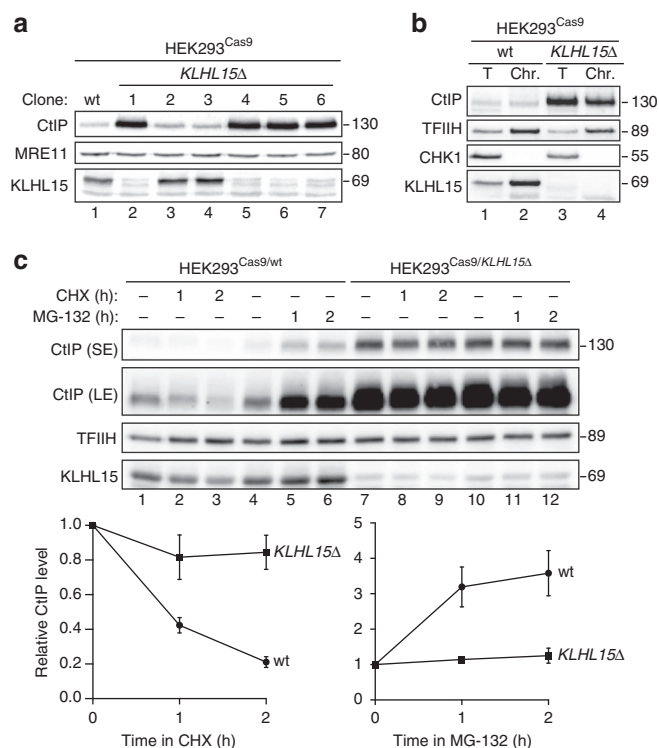 a
HEK293Cas9
KLHL15Δ
Clone: wt 1 2 3 4 5 6
CtIP -130
MRE11 -80
KLHL15 -69
1 2 3 4 5 6 7
b
HEK293Cas9
wt KLHL15Δ
T Chr. T Chr.
CtIP -130
TFIIH -89
CHK1 -55
KLHL15 -69
1 2 3 4
c
HEK293Cas9/wt HEK293Cas9/KLHL15Δ
CHX (h): – 1 2 – – – – 1 2 – – –
MG-132 (h): – – – – 1 2 – – – – 1 2
CtIP (SE) -130
CtIP (LE)
TFIIH -89
KLHL15 -69
1 2 3 4 5 6 7 8 9 10 11 12
Relative CtIP level
1.0
0.8
0.6
0.4
0.2
0.0
KLHL15Δ
wt
0 1 2
Time in CHX (h)
5
4
3
2
1
0
wt
KLHL15Δ
0 1 2
Time in MG-132 (h)